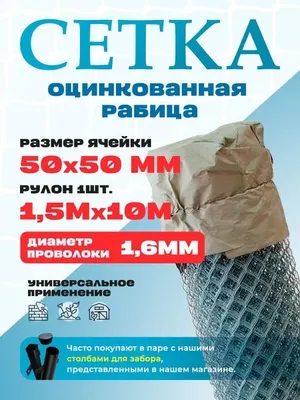 СЕТКА
ОЦИНКОВАННАЯ
РАБИЦА
РАЗМЕР ЯЧЕЙКИ
50х50 ММ
РУЛОН 1ШТ.
1,5Мх10М
ДИАМЕТР
ПРОВОЛОКИ
1,6ММ
УНИВЕРСАЛЬНОЕ
ПРИМЕНЕНИЕ
Часто покупают в паре с нашими
столбами для забора,
представленными в нашем магазине.